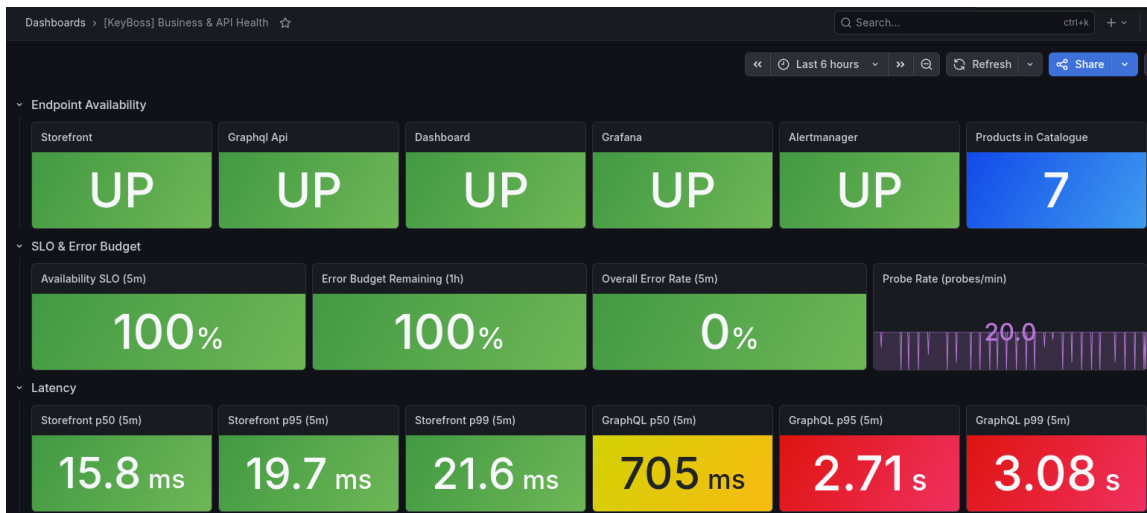 Dashboards › [KeyBoss] Business & API Health
Search... ctrl+k
Last 6 hours Refresh Share
Endpoint Availability
Storefront Graphql Api Dashboard Grafana Alertmanager Products in Catalogue
UP UP UP UP UP 7
SLO & Error Budget
Availability SLO (5m) Error Budget Remaining (1h) Overall Error Rate (5m) Probe Rate (probes/min)
100% 100% 0% 20.0
Latency
Storefront p50 (5m) Storefront p95 (5m) Storefront p99 (5m) GraphQL p50 (5m) GraphQL p95 (5m) GraphQL p99 (5m)
15.8 ms 19.7 ms 21.6 ms 705 ms 2.71 s 3.08 s